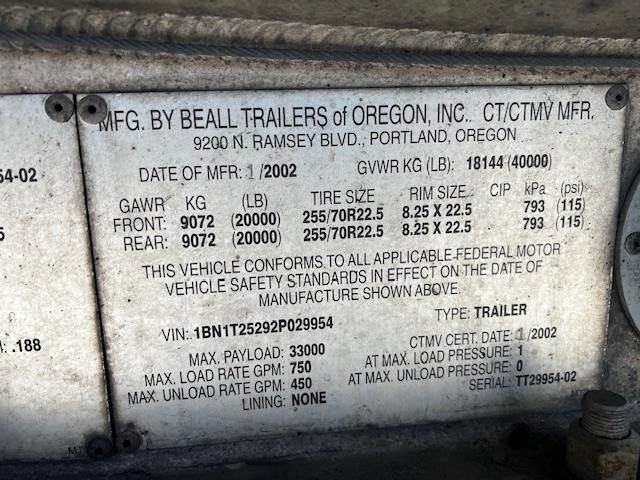 MFG. BY BEALL TRAILERS of OREGON, INC. CT/CTMV MFR.
9200 N. RAMSEY BLVD., PORTLAND, OREGON
DATE OF MFR: 1/2002 GVWR KG (LB): 18144 (40000)
GAWR KG (LB) TIRE SIZE RIM SIZE CIP kPa (psi)
FRONT: 9072 (20000) 255/70R22.5 8.25 X 22.5 793 (115)
REAR: 9072 (20000) 255/70R22.5 8.25 X 22.5 793 (115)
THIS VEHICLE CONFORMS TO ALL APPLICABLE FEDERAL MOTOR
VEHICLE SAFETY STANDARDS IN EFFECT ON THE DATE OF
MANUFACTURE SHOWN ABOVE.
VIN: 1BN1T25292P029954 TYPE: TRAILER
MAX. PAYLOAD: 33000 CTMV CERT. DATE: 1/2002
MAX. LOAD RATE GPM: 750 AT MAX. LOAD PRESSURE: 1
MAX. UNLOAD RATE GPM: 450 AT MAX. UNLOAD PRESSURE: 0
LINING: NONE SERIAL: TT29954-02
54-02
.188